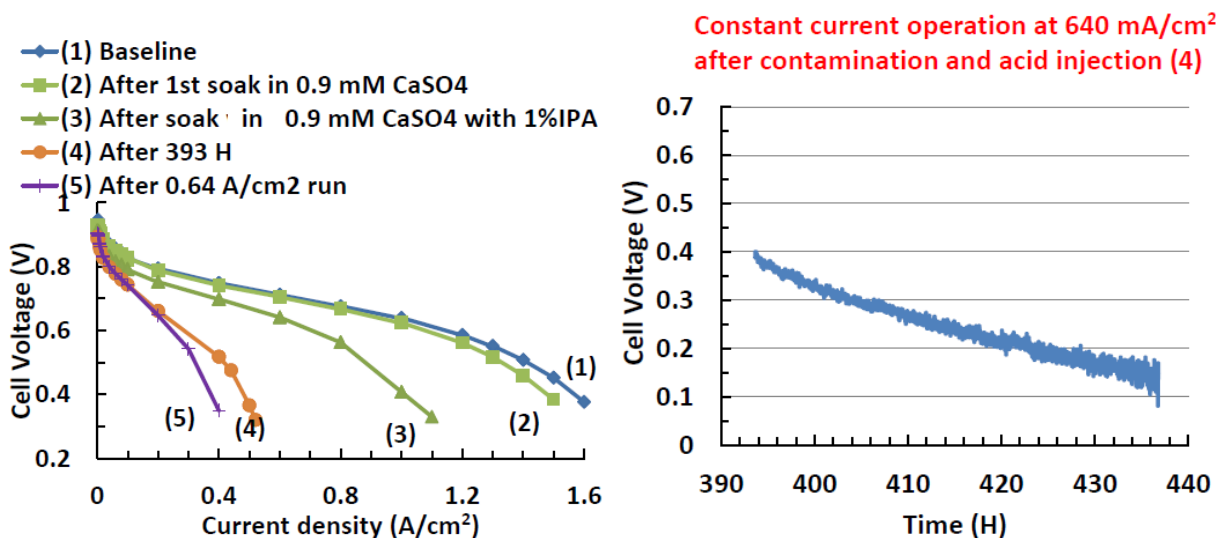 (1) Baseline
(2) After 1st soak in 0.9 mM CaSO4
(3) After soak in 0.9 mM CaSO4 with 1%IPA
(4) After 393 H
(5) After 0.64 A/cm2 run
1
0.8
0.6
0.4
0.2
Cell Voltage (V)
(1)
(2)
(3)
(4)
(5)
0 0.4 0.8 1.2 1.6
Current density (A/cm²)
Constant current operation at 640 mA/cm²
after contamination and acid injection (4)
0.7
0.6
0.5
0.4
0.3
0.2
0.1
0
Cell Voltage (V)
390 400 410 420 430 440
Time (H)